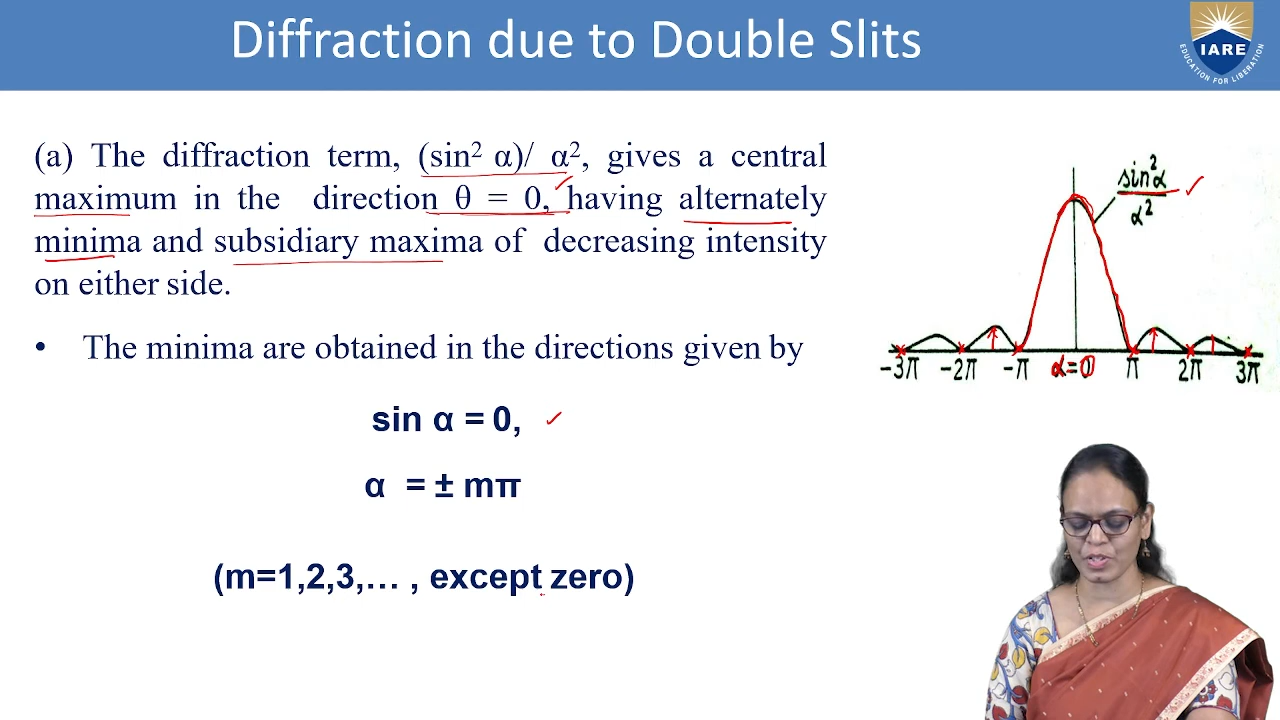 Diffraction due to Double Slits
IARE
EDUCATION FOR LIBERATION
(a) The diffraction term, (sin² α)/ α², gives a central
maximum in the direction θ = 0, having alternately
minima and subsidiary maxima of decreasing intensity
on either side.
• The minima are obtained in the directions given by
sin α = 0,
α = ± mπ
(m=1,2,3,… , except zero)
sin²α
α²
-3π -2π -π α=0 π 2π 3π